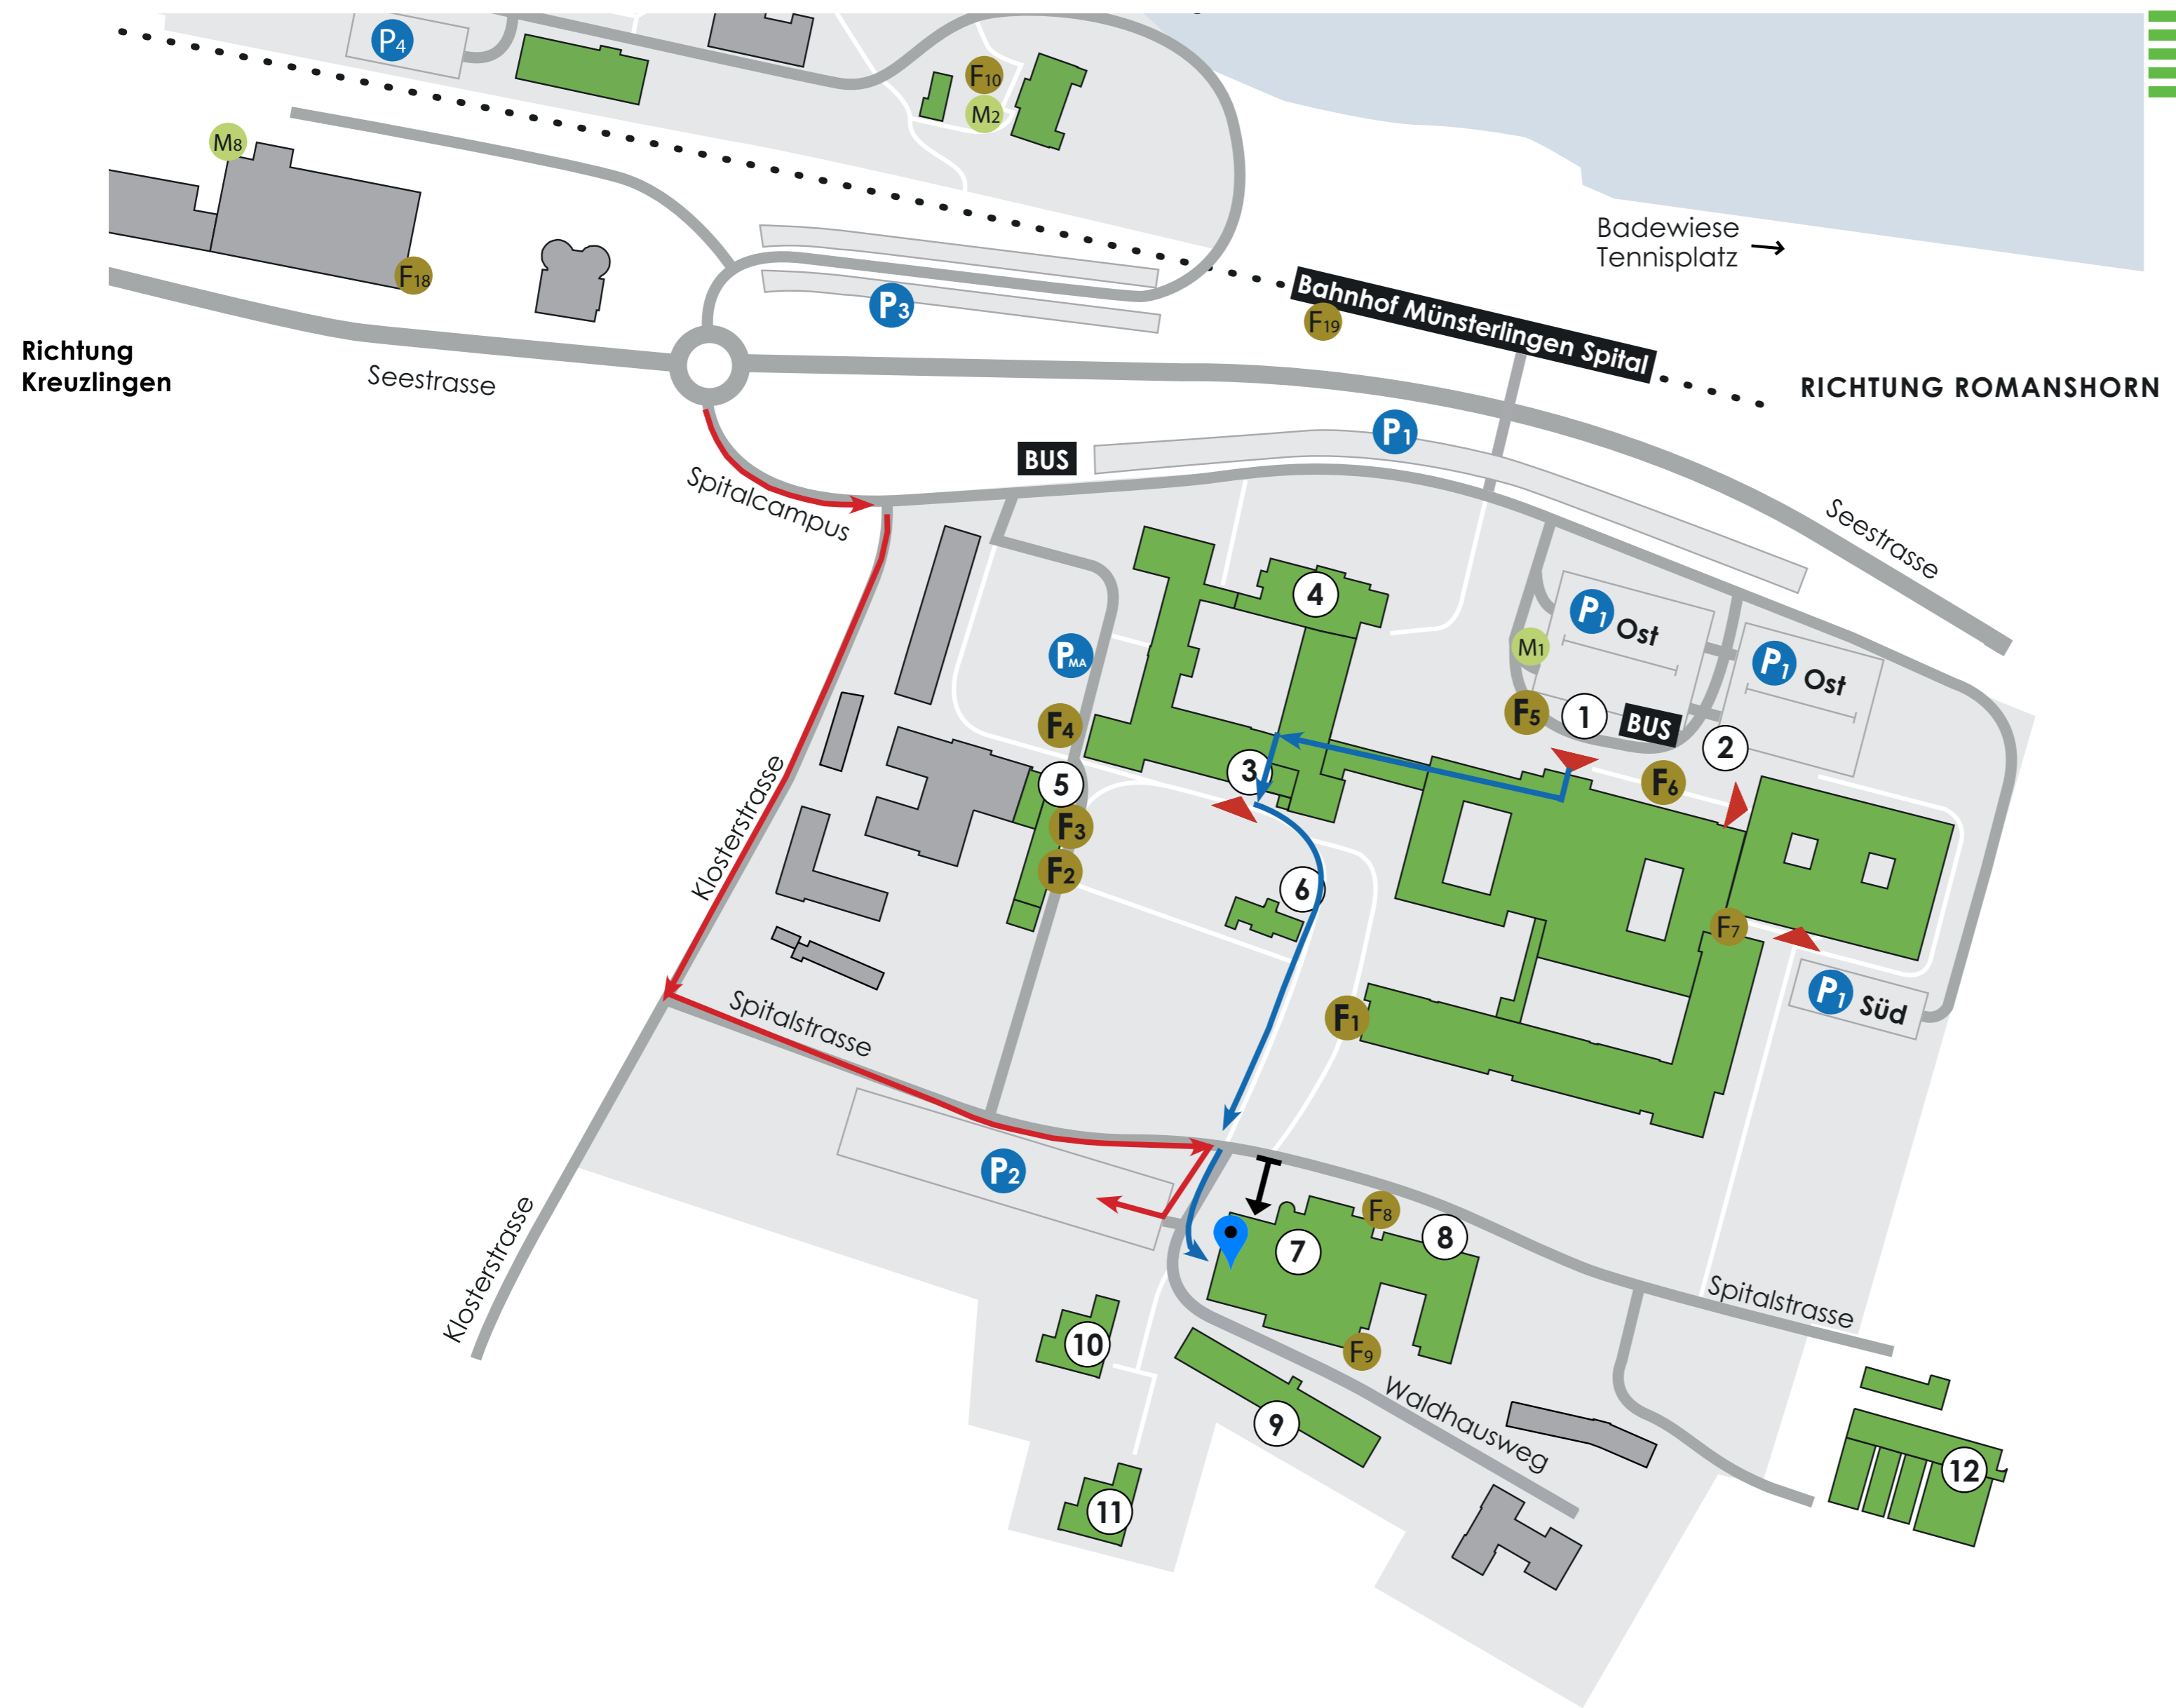 P4
F10
M2
M8
F18
P3
Badewiese
Tennisplatz
Bahnhof Münsterlingen Spital
F19
Richtung
Kreuzlingen
Seestrasse
RICHTUNG ROMANSHORN
P1
BUS
Spitalcampus
Seestrasse
4
P1 Ost
M1
P1 Ost
PMA
F5
1
BUS
F4
2
3
5
F6
F3
F2
Klosterstrasse
6
F7
P1 Süd
F1
Spitalstrasse
P2
F8
7
8
Klosterstrasse
Spitalstrasse
10
F9
9
Waldhausweg
12
11